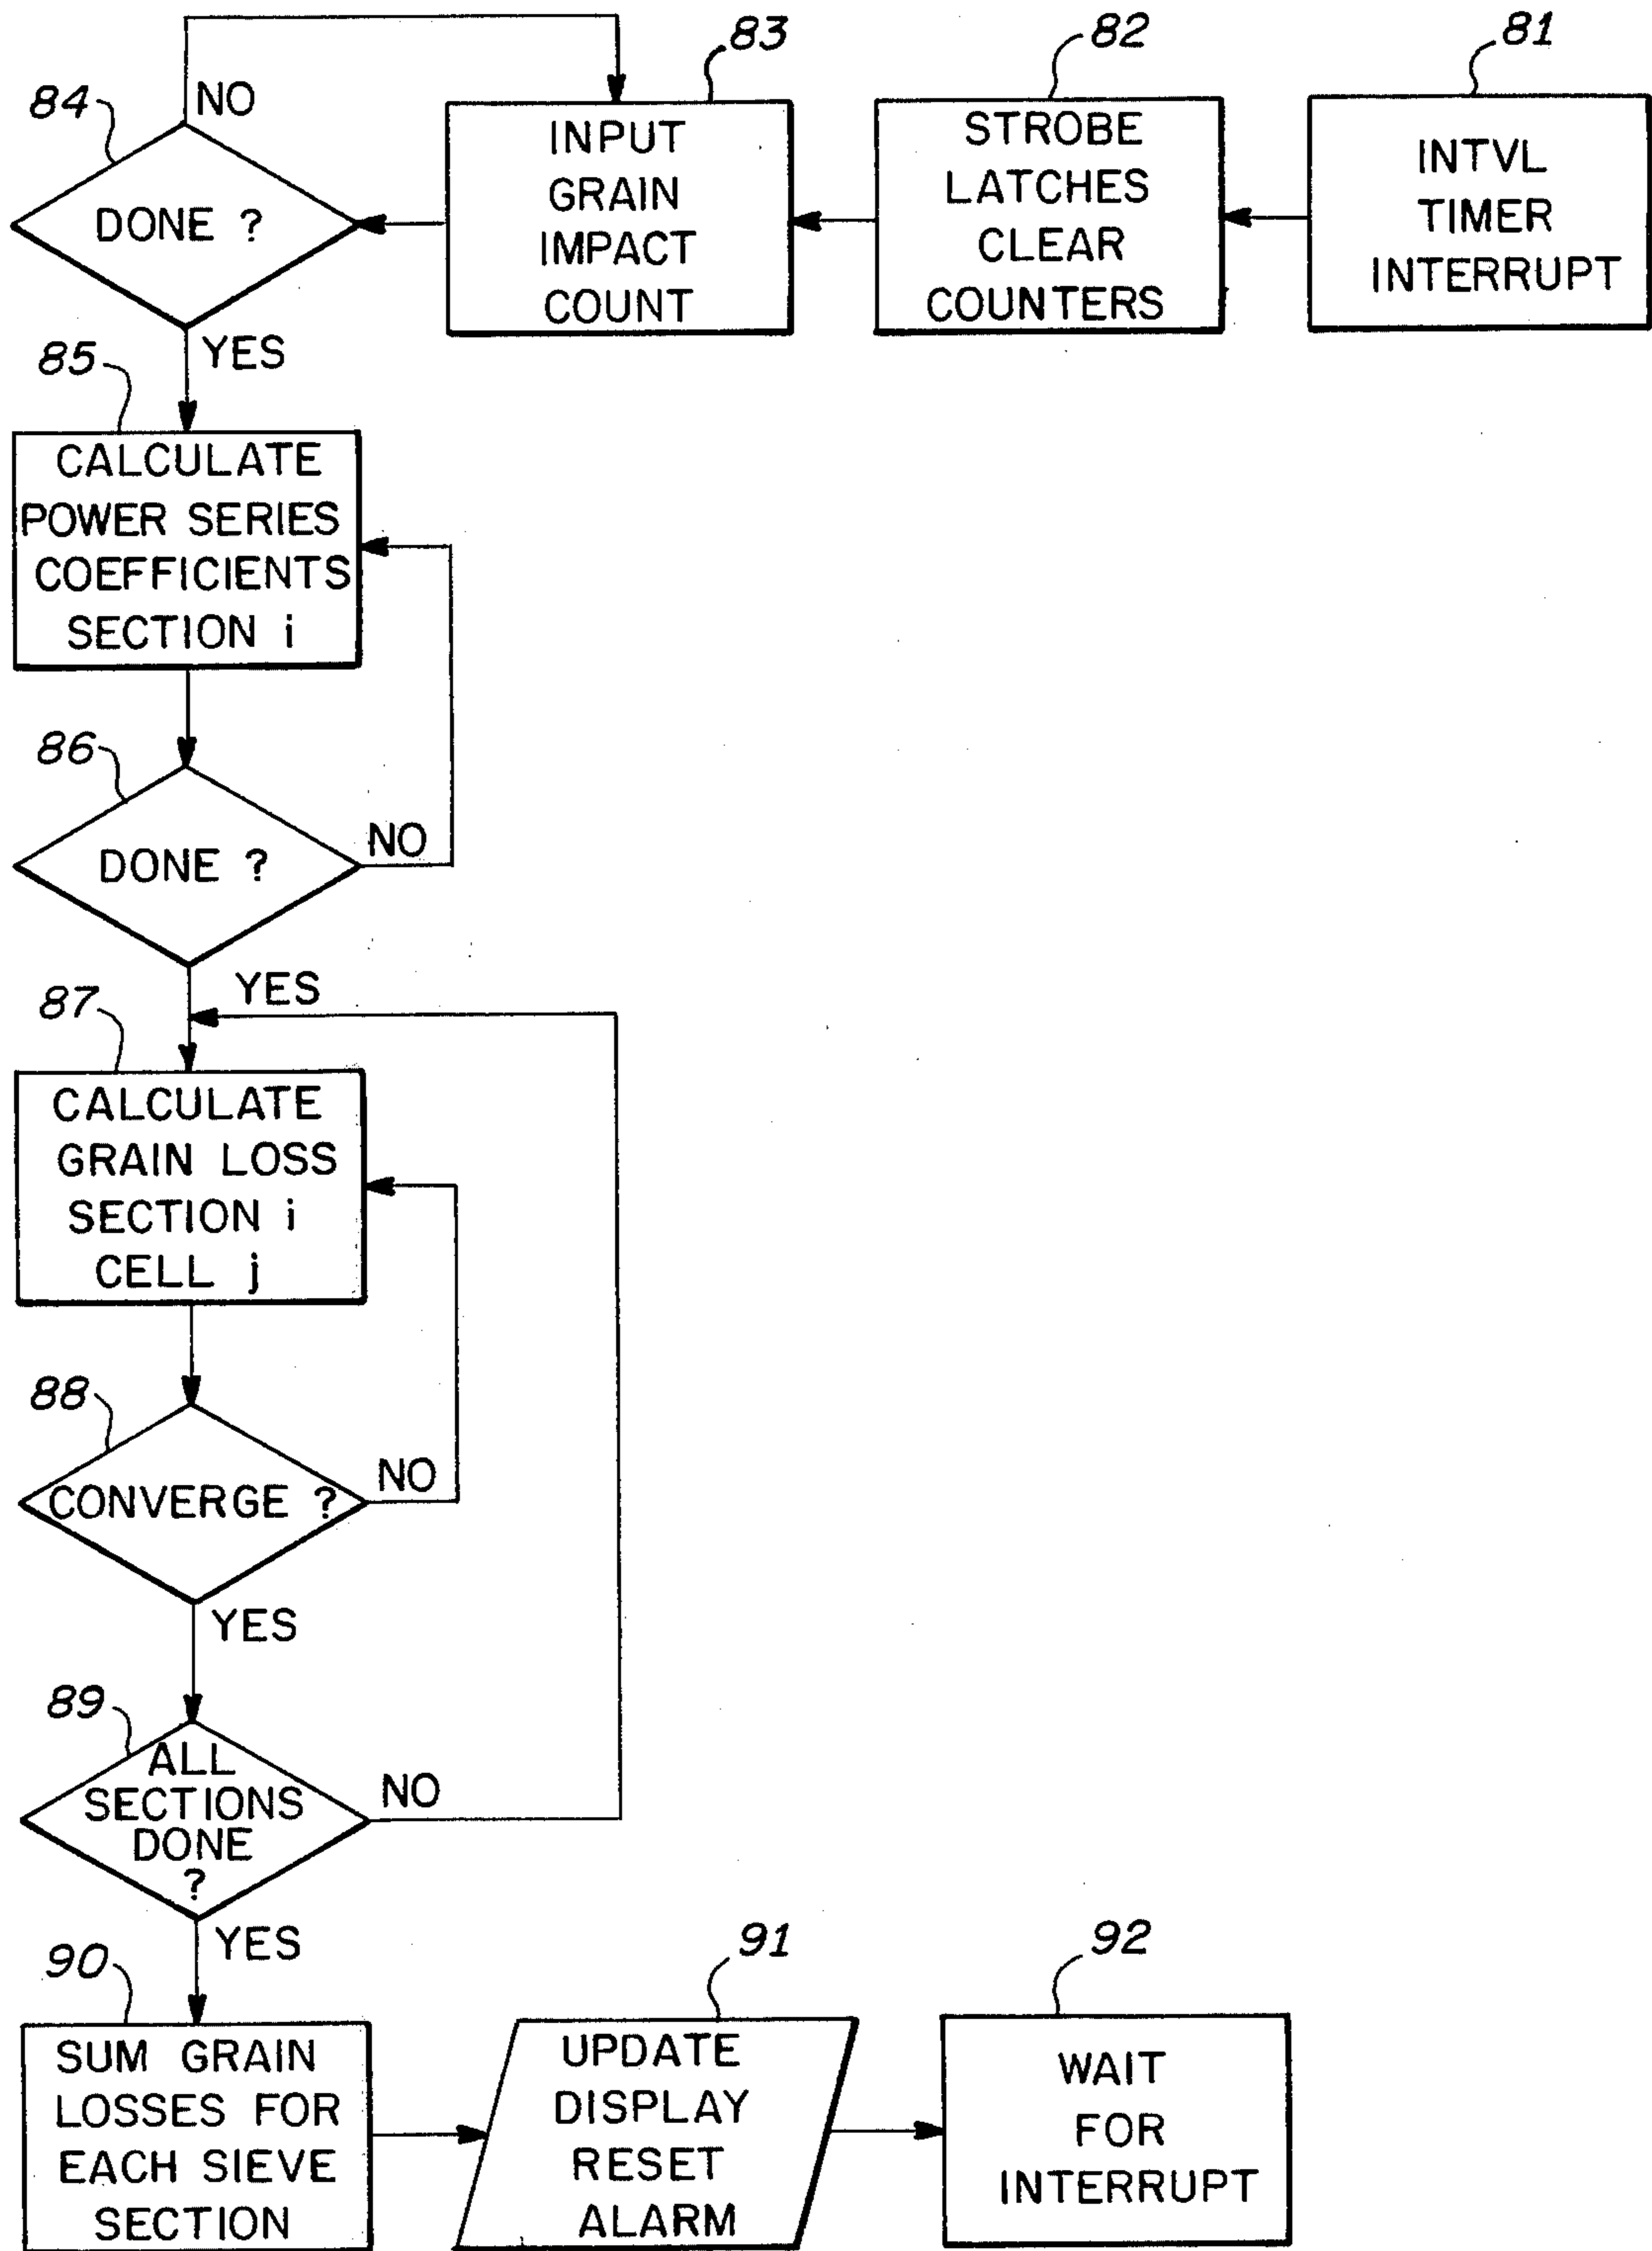 81
INTVL
TIMER
INTERRUPT
82
STROBE
LATCHES
CLEAR
COUNTERS
83
INPUT
GRAIN
IMPACT
COUNT
84
NO
DONE ?
YES
85
CALCULATE
POWER SERIES
COEFFICIENTS
SECTION i
86
DONE ?
NO
YES
87
CALCULATE
GRAIN LOSS
SECTION i
CELL j
88
CONVERGE ?
NO
YES
89
ALL
SECTIONS
DONE
?
NO
YES
90
SUM GRAIN
LOSSES FOR
EACH SIEVE
SECTION
91
UPDATE
DISPLAY
RESET
ALARM
92
WAIT
FOR
INTERRUPT